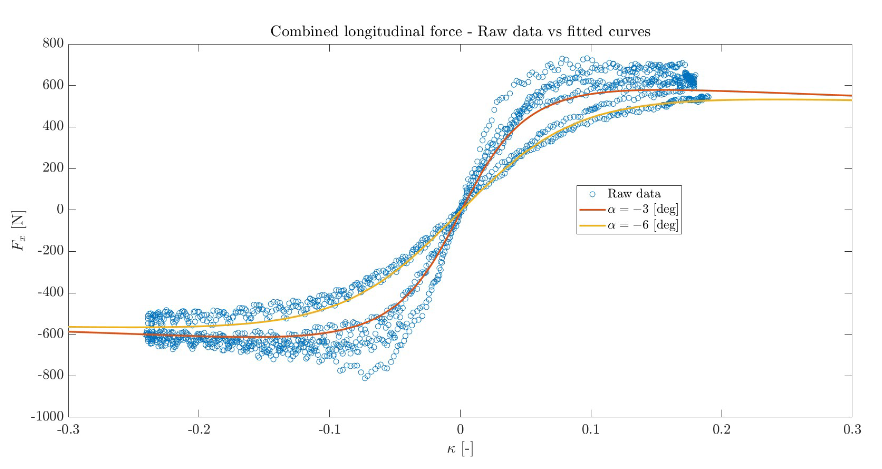 Combined longitudinal force - Raw data vs fitted curves
800
600
400
200
0
-200
-400
-600
-800
-1000
F_x [N]
Raw data
α = −3 [deg]
α = −6 [deg]
-0.3 -0.2 -0.1 0 0.1 0.2 0.3
κ [-]